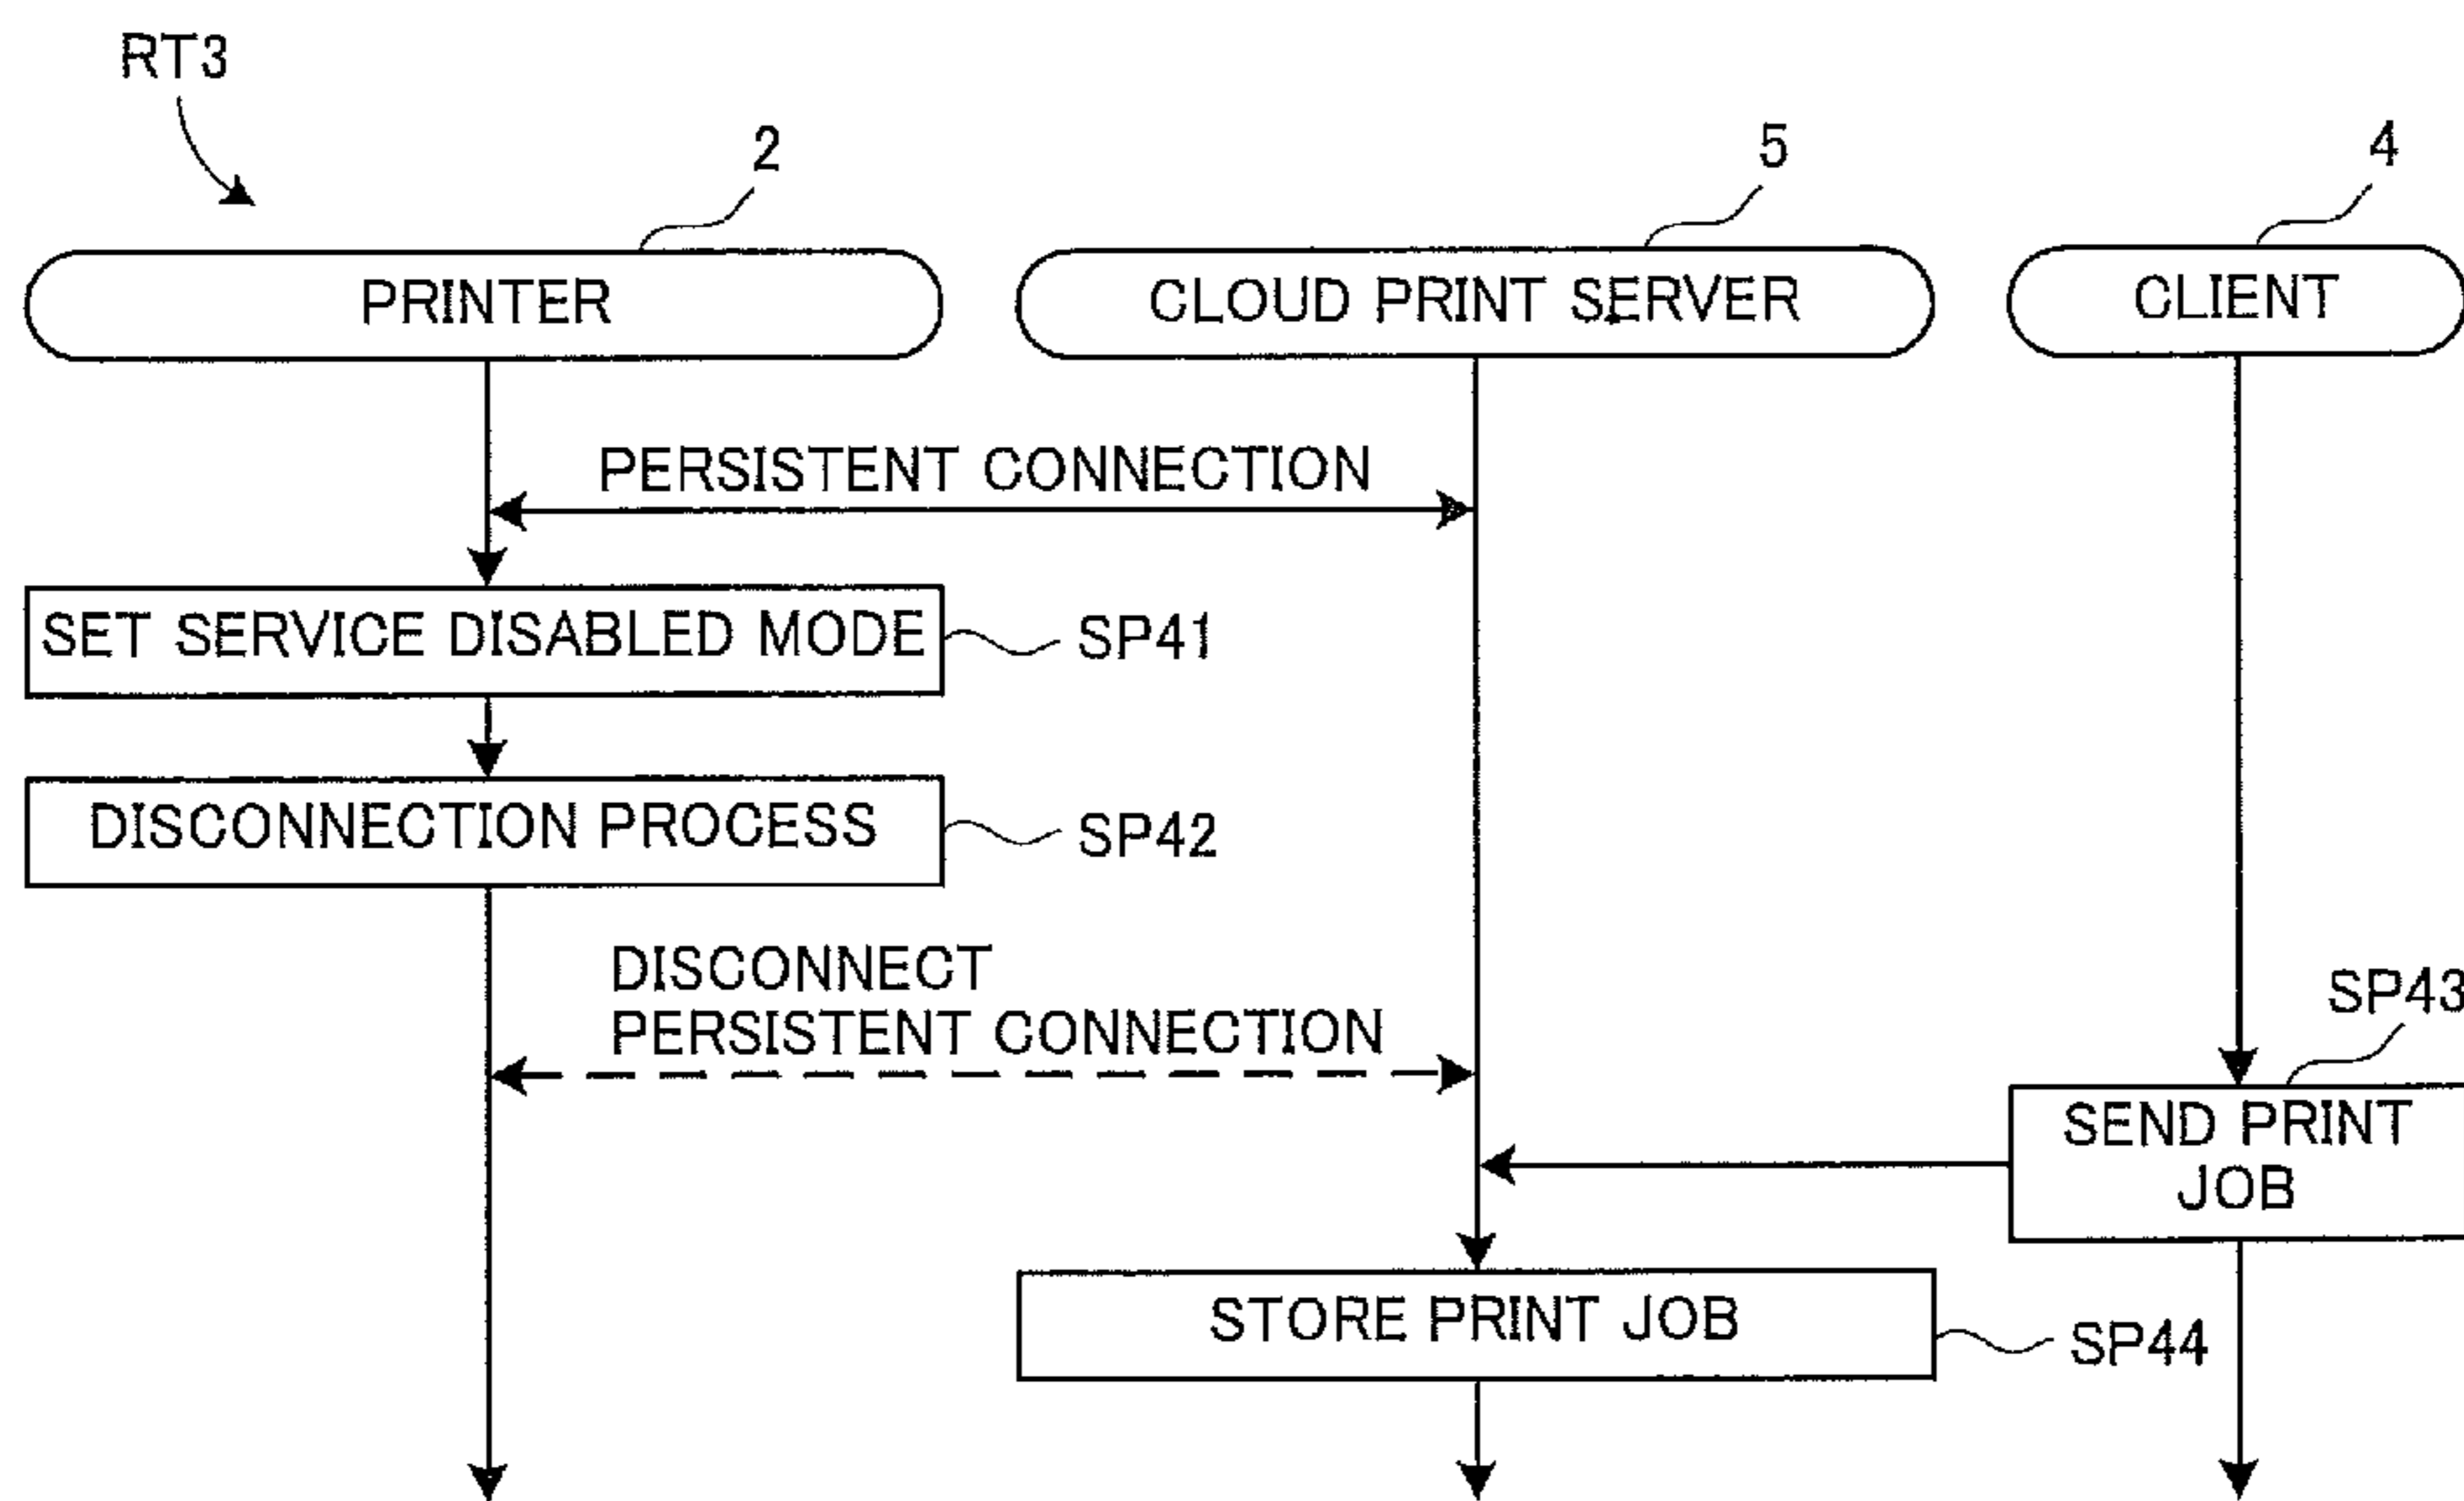 RT3
2
5
4
PRINTER
CLOUD PRINT SERVER
CLIENT
PERSISTENT CONNECTION
SET SERVICE DISABLED MODE
SP41
DISCONNECTION PROCESS
SP42
DISCONNECT
PERSISTENT CONNECTION
SP43
SEND PRINT
JOB
STORE PRINT JOB
SP44